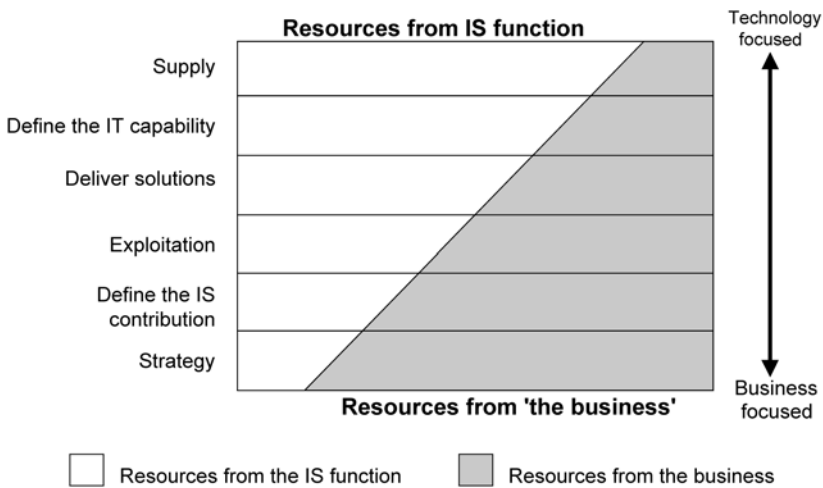 Resources from IS function
Technology
focused
Supply
Define the IT capability
Deliver solutions
Exploitation
Define the IS
contribution
Strategy
Business
focused
Resources from 'the business'
Resources from the IS function
Resources from the business